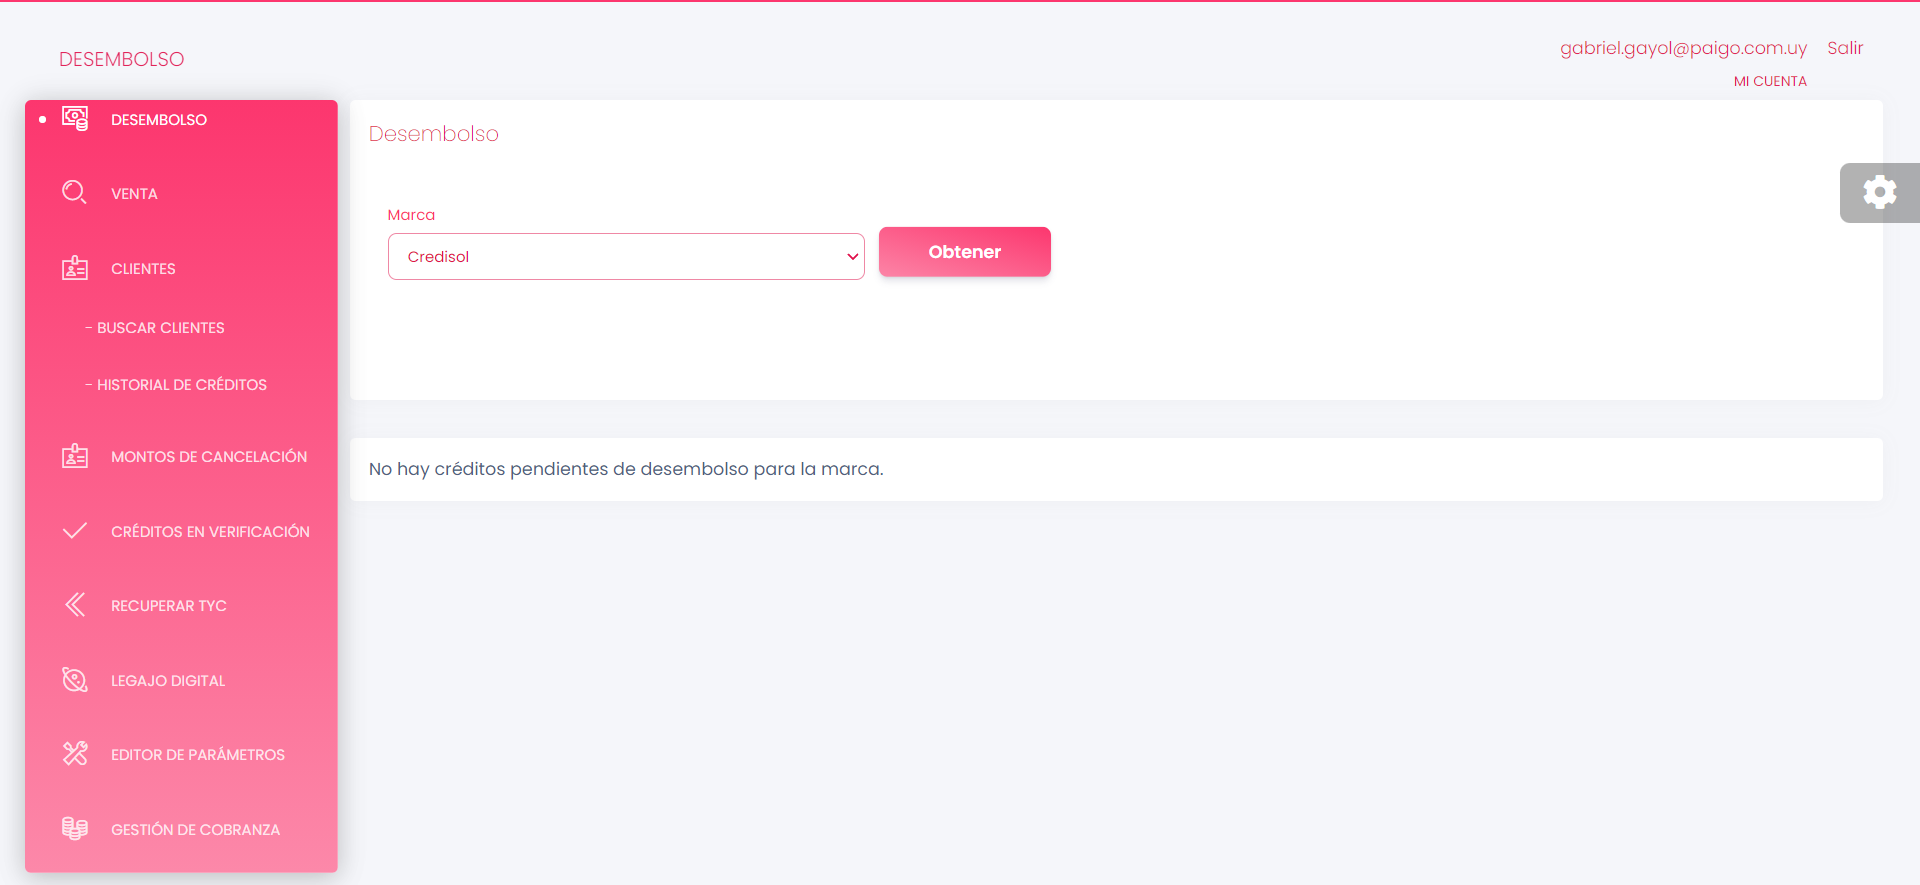 DESEMBOLSO
gabriel.gayol@paigo.com.uy
Salir
MI CUENTA
DESEMBOLSO
VENTA
CLIENTES
- BUSCAR CLIENTES
- HISTORIAL DE CRÉDITOS
MONTOS DE CANCELACIÓN
CRÉDITOS EN VERIFICACIÓN
RECUPERAR TYC
LEGAJO DIGITAL
EDITOR DE PARÁMETROS
GESTIÓN DE COBRANZA
Desembolso
Marca
Credisol
Obtener
No hay créditos pendientes de desembolso para la marca.